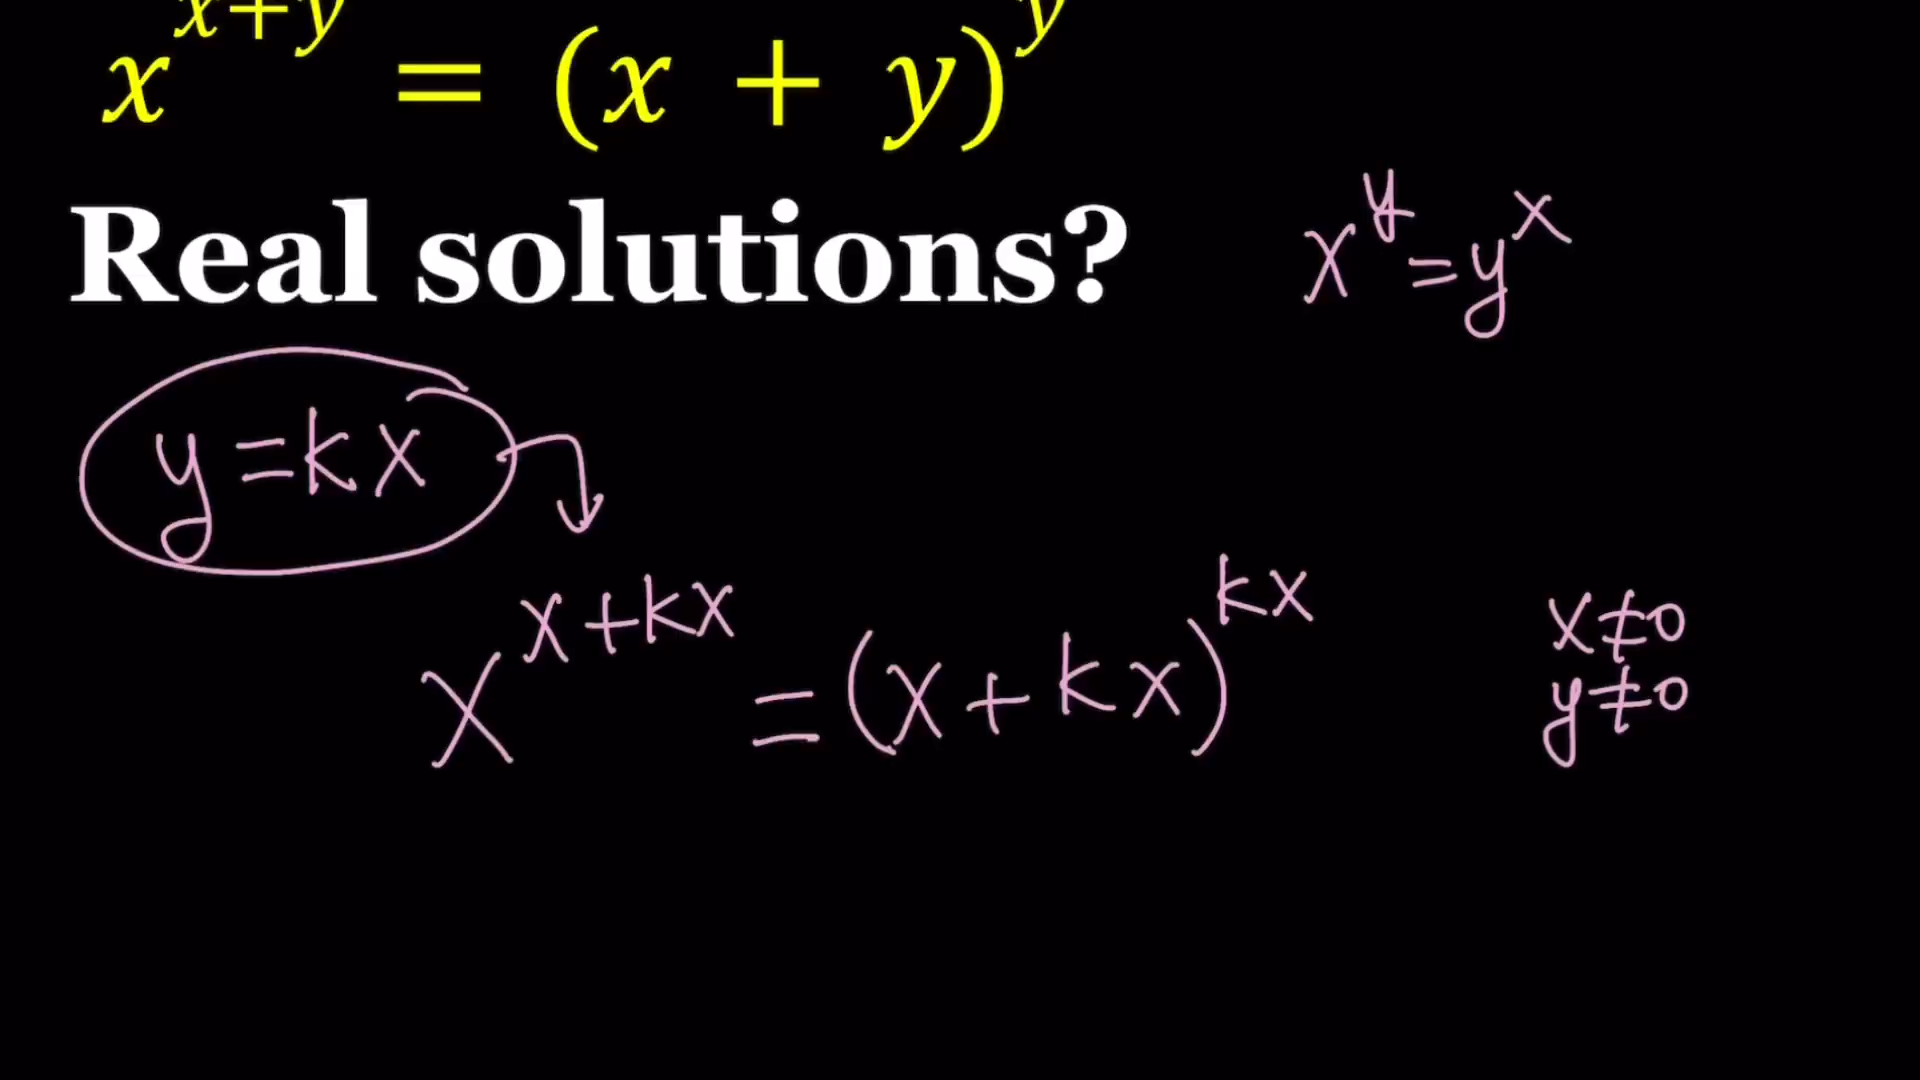 x^{x+y} = (x + y)^y
Real solutions?
x^y = y^x
y = kx
x^{x+kx} = (x + kx)^{kx}
x ≠ 0
y ≠ 0